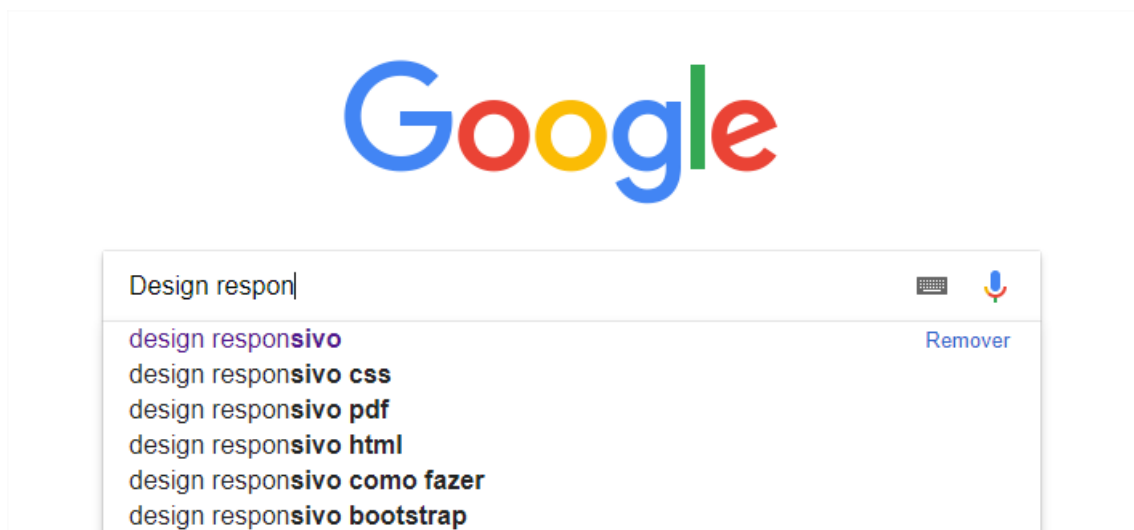 Google
Design respon
design responsivo
Remover
design responsivo css
design responsivo pdf
design responsivo html
design responsivo como fazer
design responsivo bootstrap